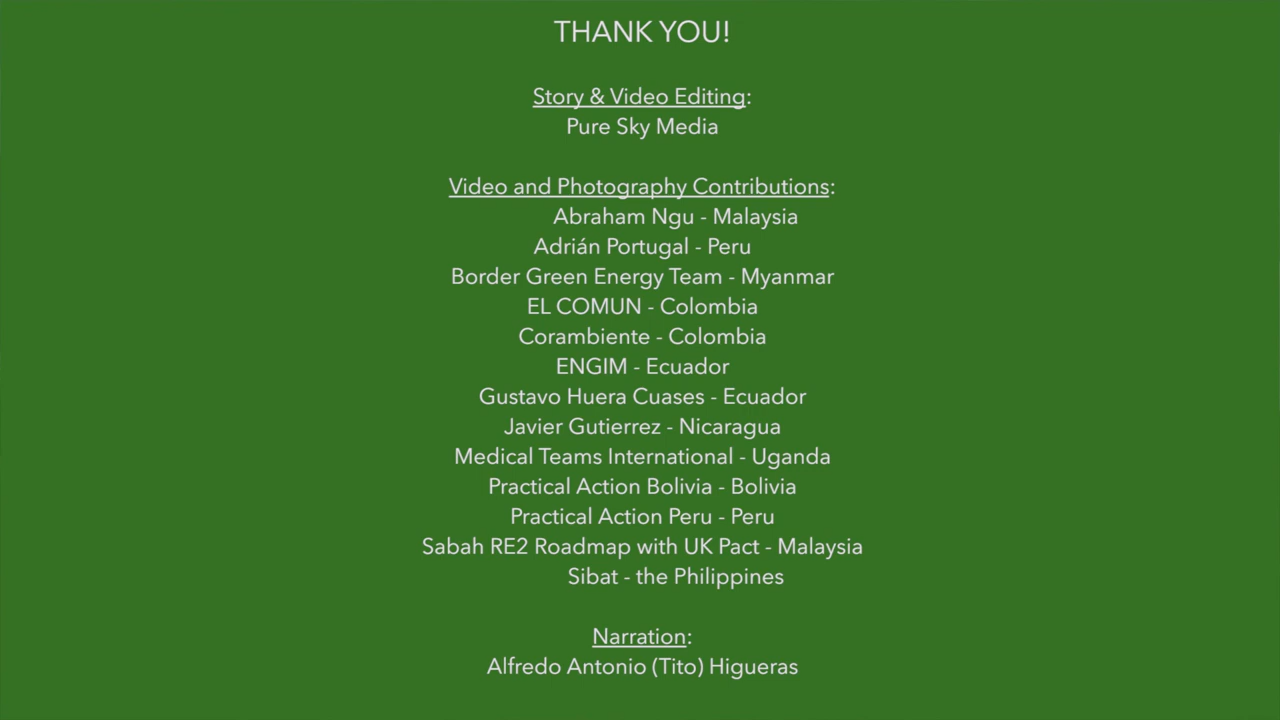 THANK YOU!
Story & Video Editing:
Pure Sky Media
Video and Photography Contributions:
Abraham Ngu - Malaysia
Adrián Portugal - Peru
Border Green Energy Team - Myanmar
EL COMUN - Colombia
Corambiente - Colombia
ENGIM - Ecuador
Gustavo Huera Cuases - Ecuador
Javier Gutierrez - Nicaragua
Medical Teams International - Uganda
Practical Action Bolivia - Bolivia
Practical Action Peru - Peru
Sabah RE2 Roadmap with UK Pact - Malaysia
Sibat - the Philippines
Narration:
Alfredo Antonio (Tito) Higueras